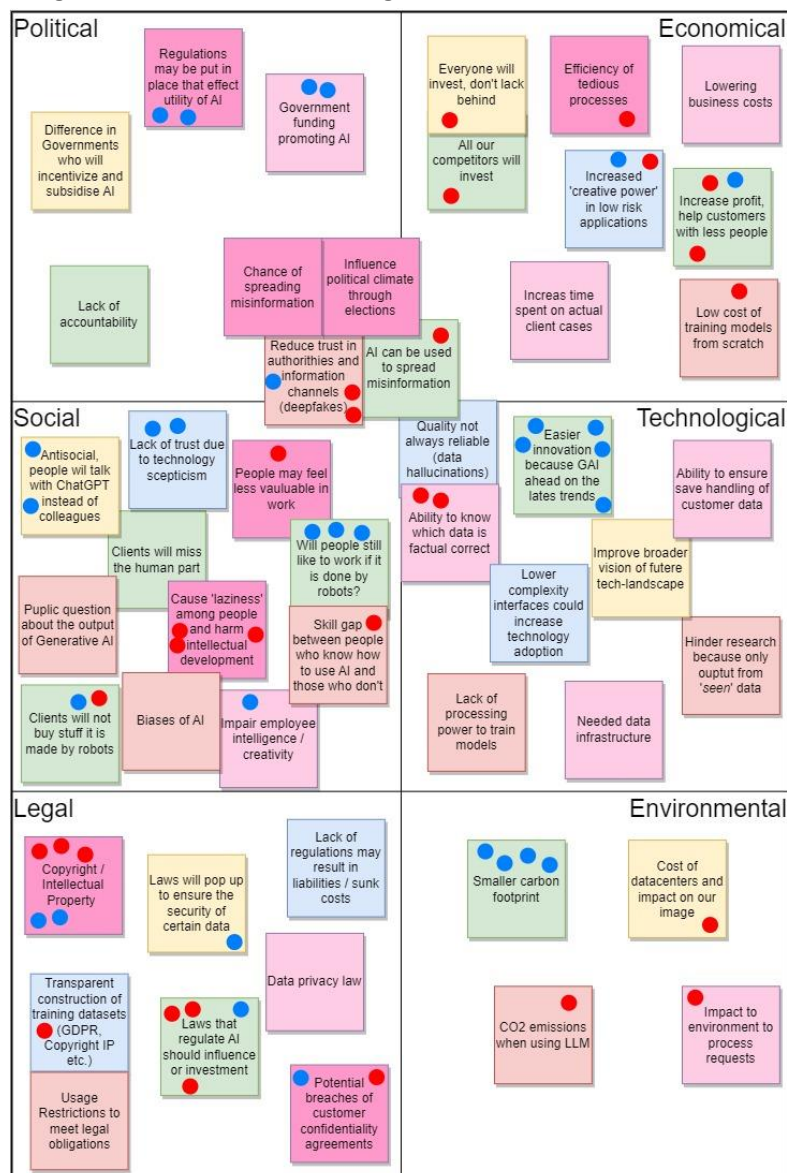 Political
Regulations
may be put in
place that effect
utility of AI
Government
funding
promoting AI
Difference in
Governments
who will
incentivize and
subsidise AI
Lack of
accountability
Chance of
spreading
misinformation
Influence
political climate
through
elections
Reduce trust in
authorithies and
information
channels
(deepfakes)
AI can be used
to spread
misinformation
Economical
Everyone will
invest, don't lack
behind
Efficiency of
tedious
processes
Lowering
business costs
All our
competitors will
invest
Increased
'creative power'
in low risk
applications
Increase profit,
help customers
with less people
Increas time
spent on actual
client cases
Low cost of
training models
from scratch
Social
Antisocial,
people wil talk
with ChatGPT
instead of
colleagues
Lack of trust due
to technology
scepticism
People may feel
less vauluable in
work
Clients will miss
the human part
Will people still
like to work if it
is done by
robots?
Puplic question
about the output
of Generative AI
Cause 'laziness'
among people
and harm
intellectual
development
Skill gap
between people
who know how
to use AI and
those who don't
Clients will not
buy stuff it is
made by robots
Biases of AI
Impair employee
intelligence /
creativity
Technological
Quality not
always reliable
(data
hallucinations)
Easier
innovation
because GAI
ahead on the
lates trends
Ability to ensure
save handling of
customer data
Ability to know
which data is
factual correct
Improve broader
vision of futere
tech-landscape
Lower
complexity
interfaces could
increase
technology
adoption
Hinder research
because only
ouptut from
'seen' data
Lack of
processing
power to train
models
Needed data
infrastructure
Legal
Copyright /
Intellectual
Property
Laws will pop up
to ensure the
security of
certain data
Lack of
regulations may
result in
liabilities / sunk
costs
Data privacy law
Transparent
construction of
training datasets
(GDPR,
Copyright IP
etc.)
Laws that
regulate AI
should influence
or investment
Usage
Restrictions to
meet legal
obligations
Potential
breaches of
customer
confidentiality
agreements
Environmental
Smaller carbon
footprint
Cost of
datacenters and
impact on our
image
CO2 emissions
when using LLM
Impact to
environment to
process
requests